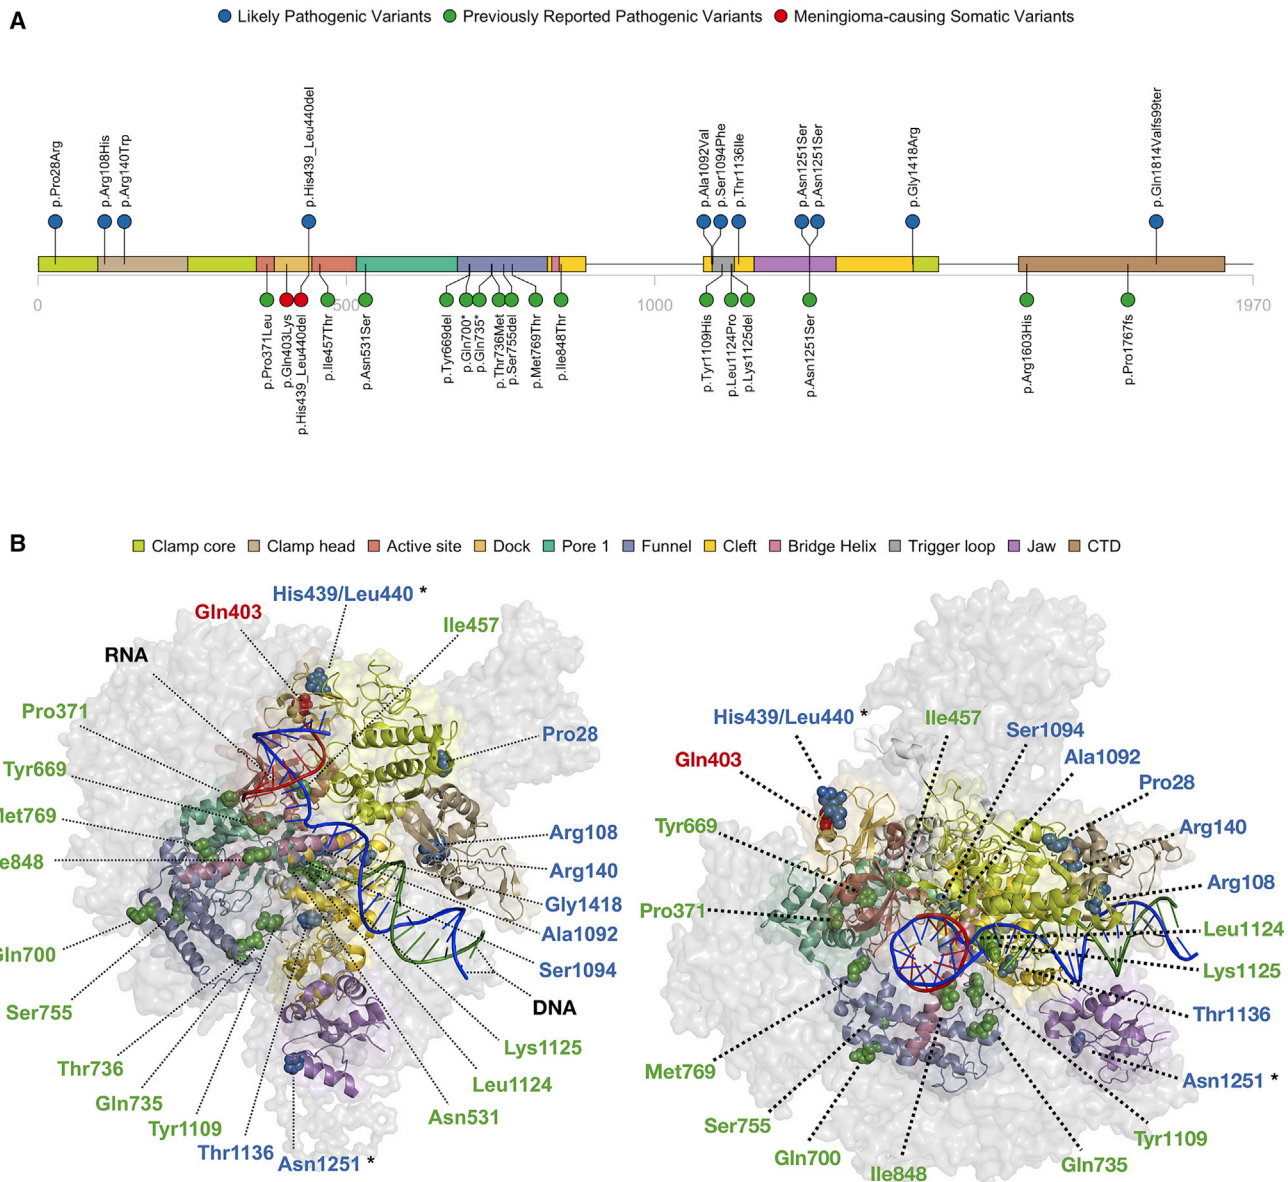 A
Likely Pathogenic Variants
Previously Reported Pathogenic Variants
Meningioma-causing Somatic Variants
p.Pro28Arg
p.Arg108His
p.Arg140Trp
p.His439_Leu440del
p.Ala1092Val
p.Ser1094Phe
p.Thr1136Ile
p.Asn1251Ser
p.Asn1251Ser
p.Gly1418Arg
p.Gln1814Valfs99ter
0
500
1000
1970
p.Pro371Leu
p.Gln403Lys
p.His439_Leu440del
p.Ile457Thr
p.Asn531Ser
p.Tyr669del
p.Gln700*
p.Gln735*
p.Thr736Met
p.Ser755del
p.Met769Thr
p.Ile848Thr
p.Tyr1109His
p.Leu1124Pro
p.Lys1125del
p.Asn1251Ser
p.Arg1603His
p.Pro1767fs
B
Clamp core
Clamp head
Active site
Dock
Pore 1
Funnel
Cleft
Bridge Helix
Trigger loop
Jaw
CTD
His439/Leu440 *
Gln403
Ile457
RNA
Pro371
Pro28
Tyr669
Met769
Arg108
e848
Arg140
Gly1418
Ala1092
Gln700
Ser1094
Ser755
DNA
Lys1125
Thr736
Leu1124
Gln735
Asn531
Tyr1109
Thr1136
Asn1251 *
His439/Leu440 *
Ile457
Ser1094
Gln403
Ala1092
Pro28
Tyr669
Arg140
Arg108
Pro371
Leu1124
Lys1125
Thr1136
Met769
Asn1251 *
Ser755
Tyr1109
Gln700
Gln735
Ile848